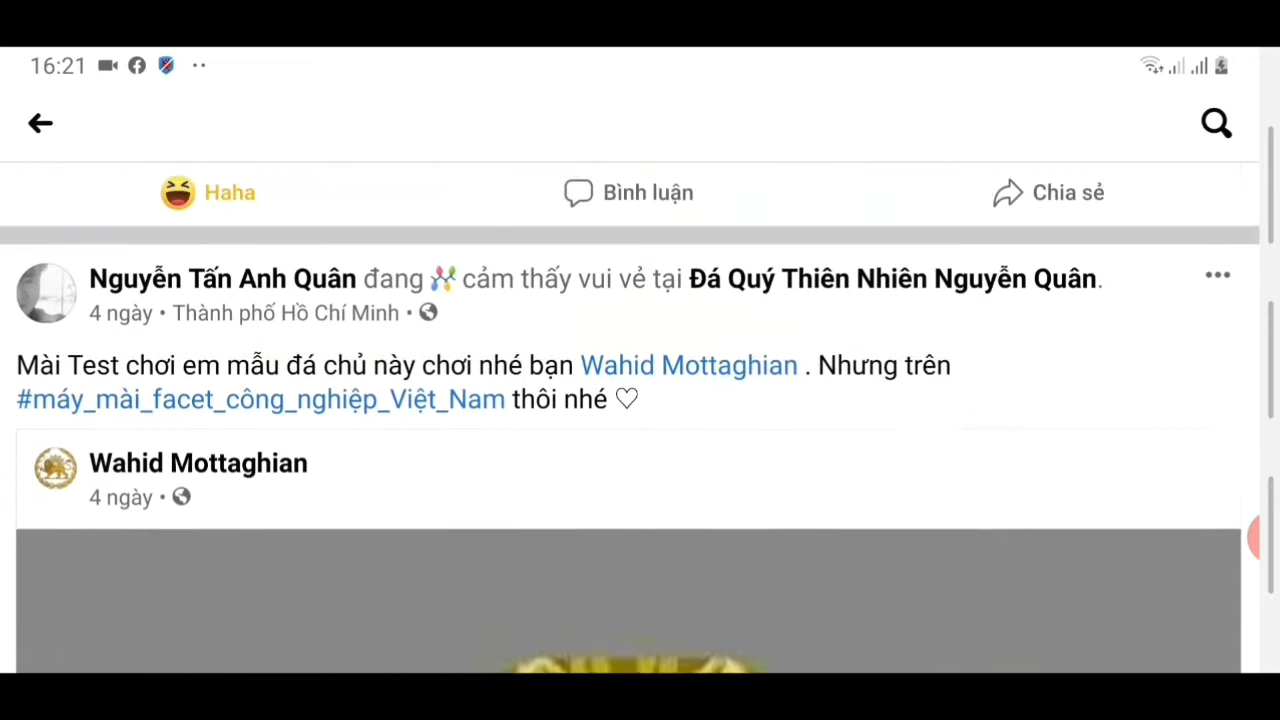 16:21
Haha
Bình luận
Chia sẻ
Nguyễn Tấn Anh Quân đang cảm thấy vui vẻ tại Đá Quý Thiên Nhiên Nguyễn Quân.
4 ngày • Thành phố Hồ Chí Minh •
Mài Test chơi em mẫu đá chủ này chơi nhé bạn Wahid Mottaghian . Nhưng trên
#máy_mài_facet_công_nghiệp_Việt_Nam thôi nhé ♡
Wahid Mottaghian
4 ngày •